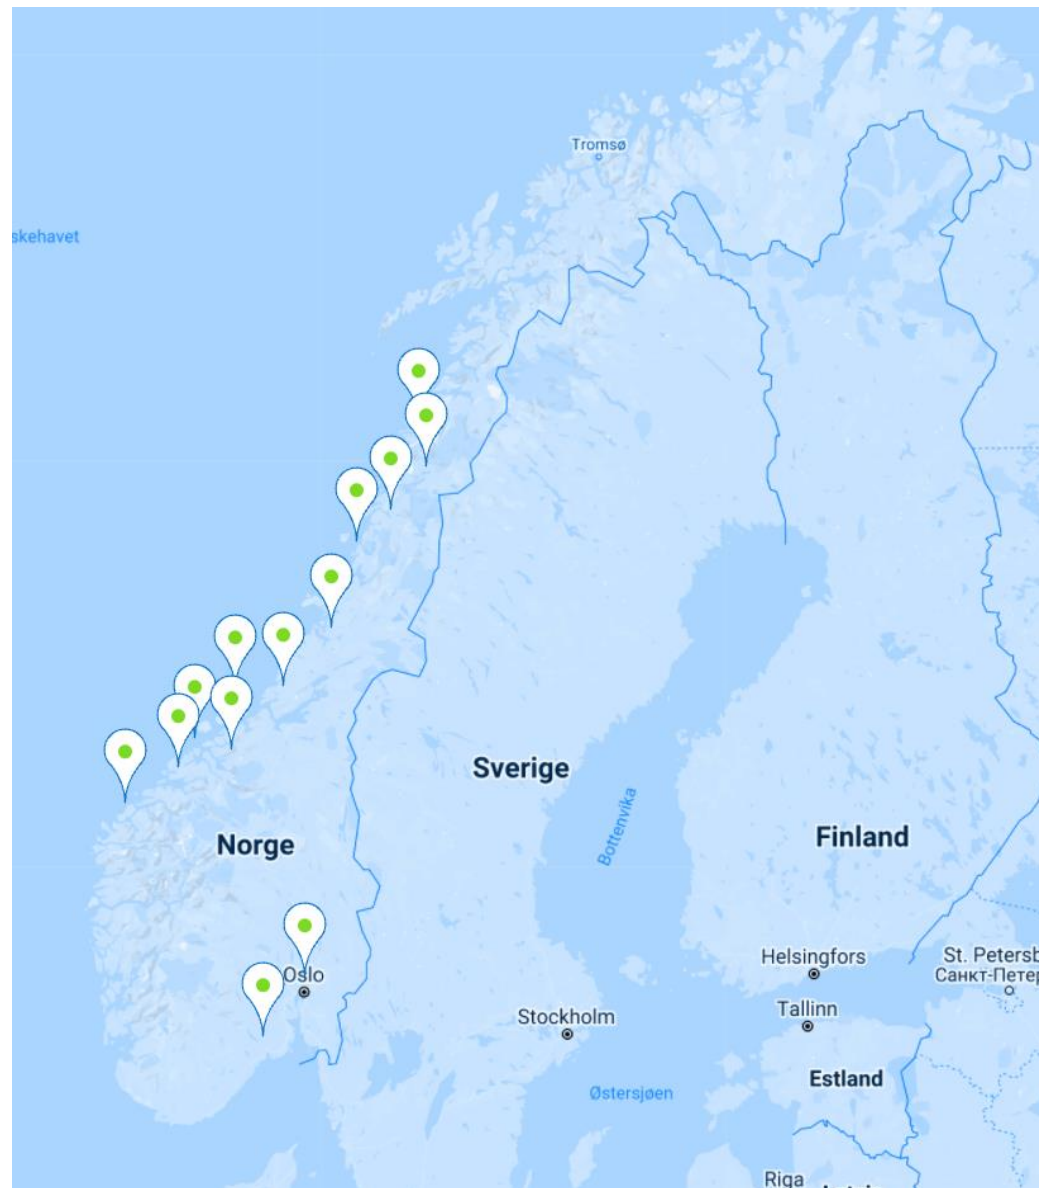 Tromsø
skehavet
Sverige
Bottenvika
Norge
Finland
Oslo
Helsingfors
St. Petersb
Санкт-Петер
Stockholm
Tallinn
Estland
Østersjøen
Riga